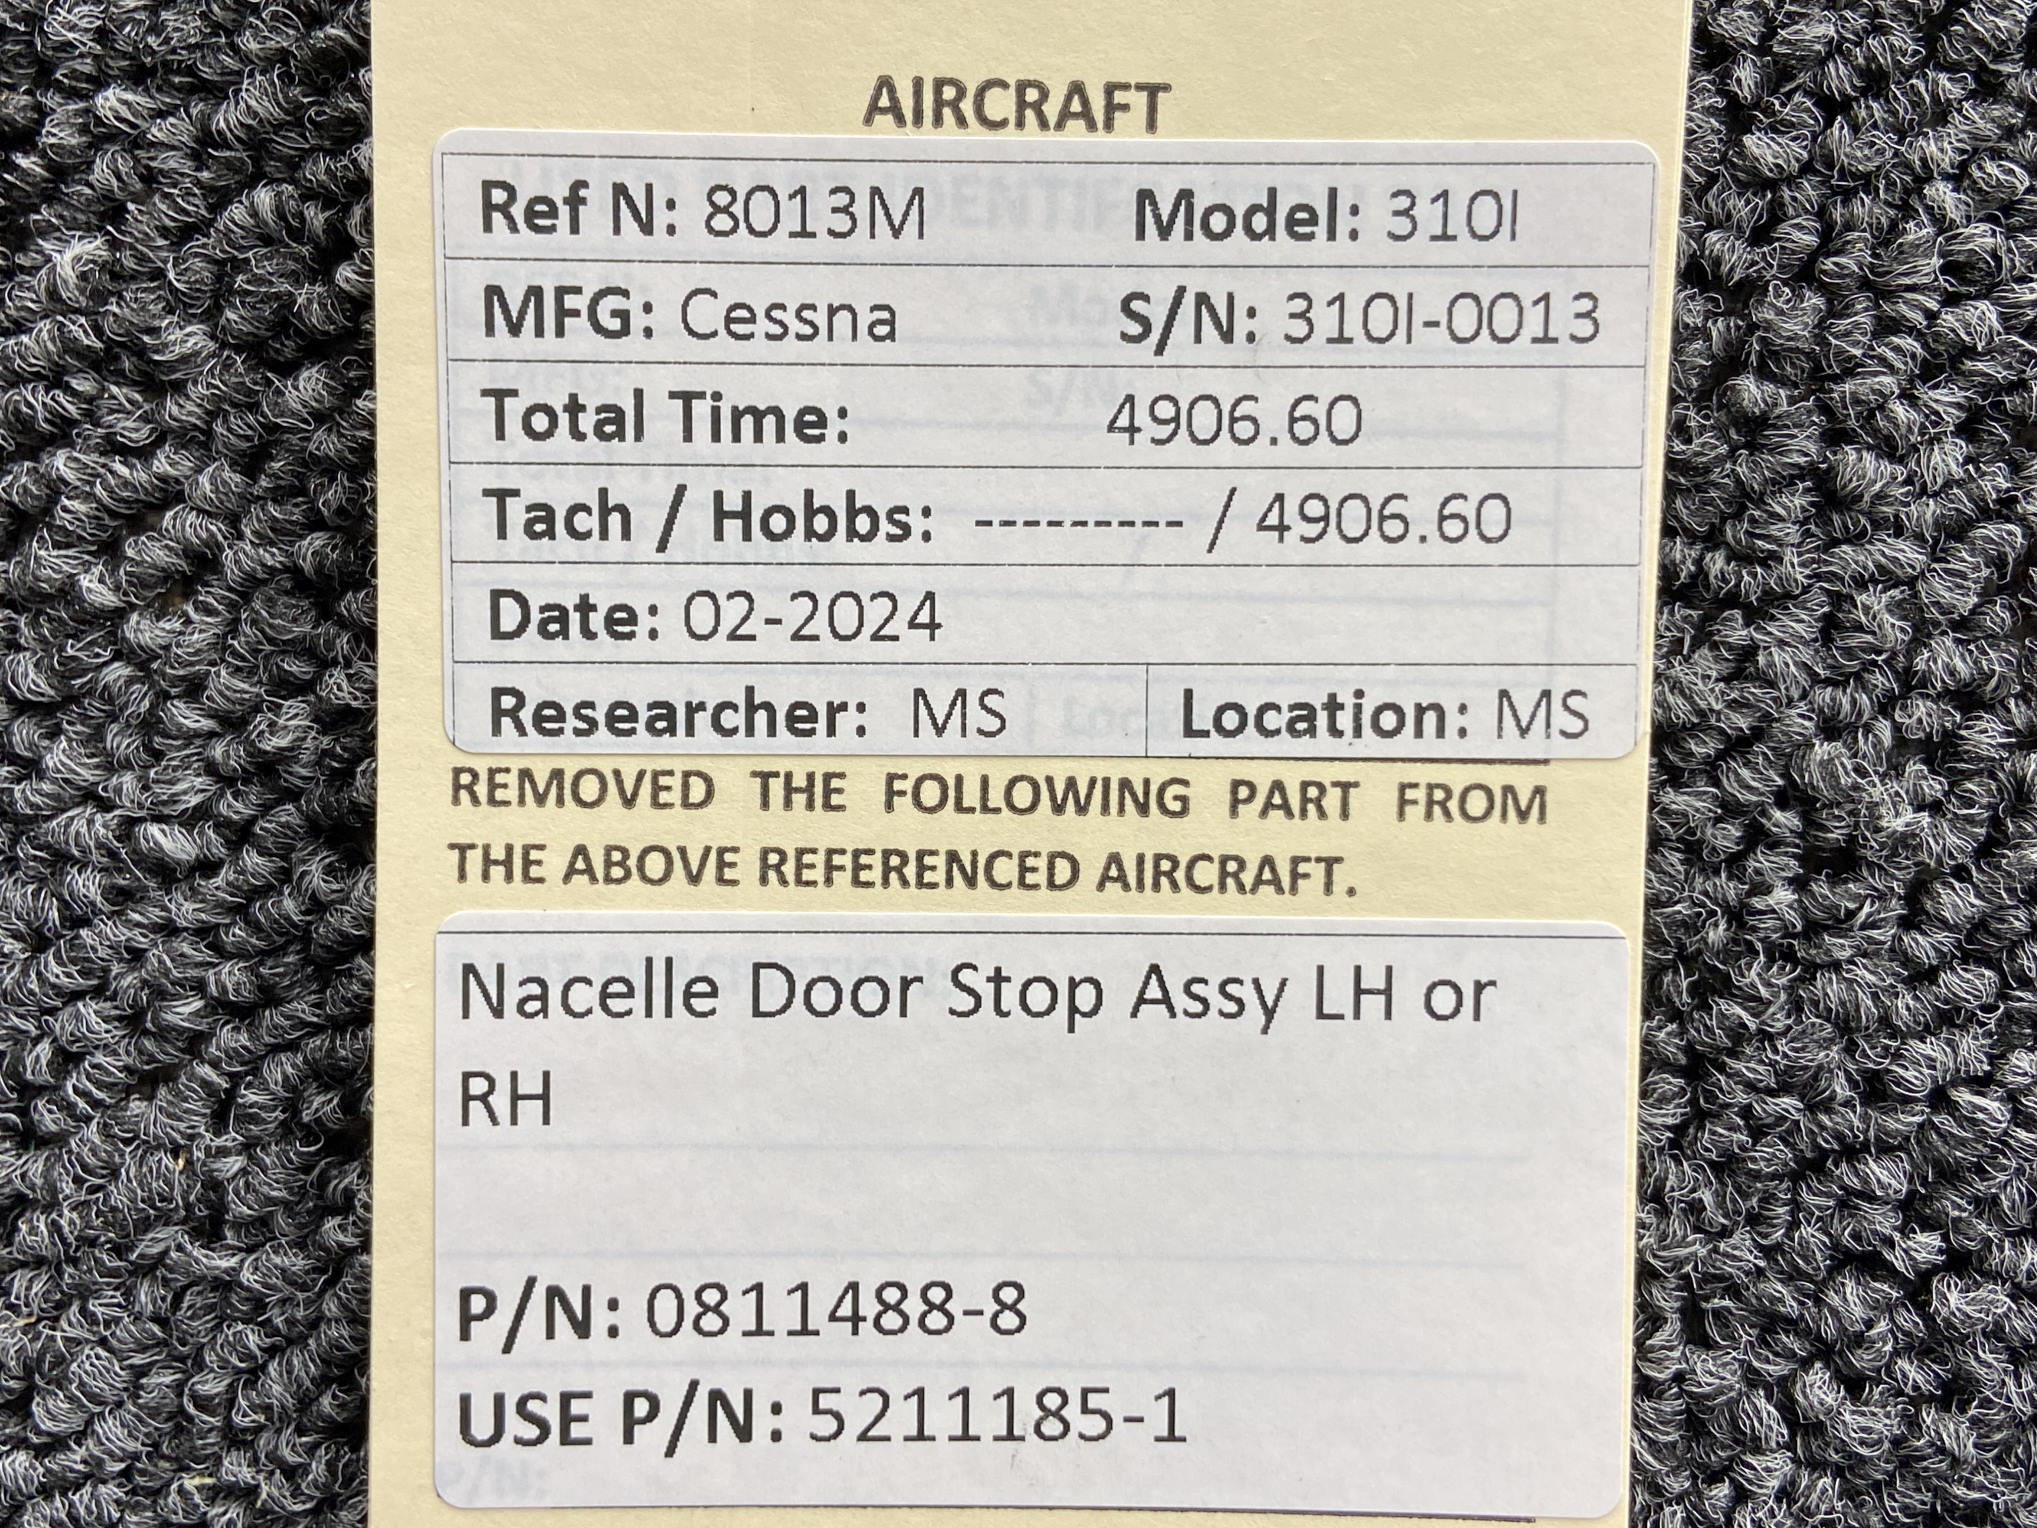 AIRCRAFT
Ref N: 8013M Model: 310I
MFG: Cessna S/N: 310I-0013
Total Time: 4906.60
Tach / Hobbs: --------- / 4906.60
Date: 02-2024
Researcher: MS Location: MS
REMOVED THE FOLLOWING PART FROM
THE ABOVE REFERENCED AIRCRAFT.
Nacelle Door Stop Assy LH or
RH
P/N: 0811488-8
USE P/N: 5211185-1